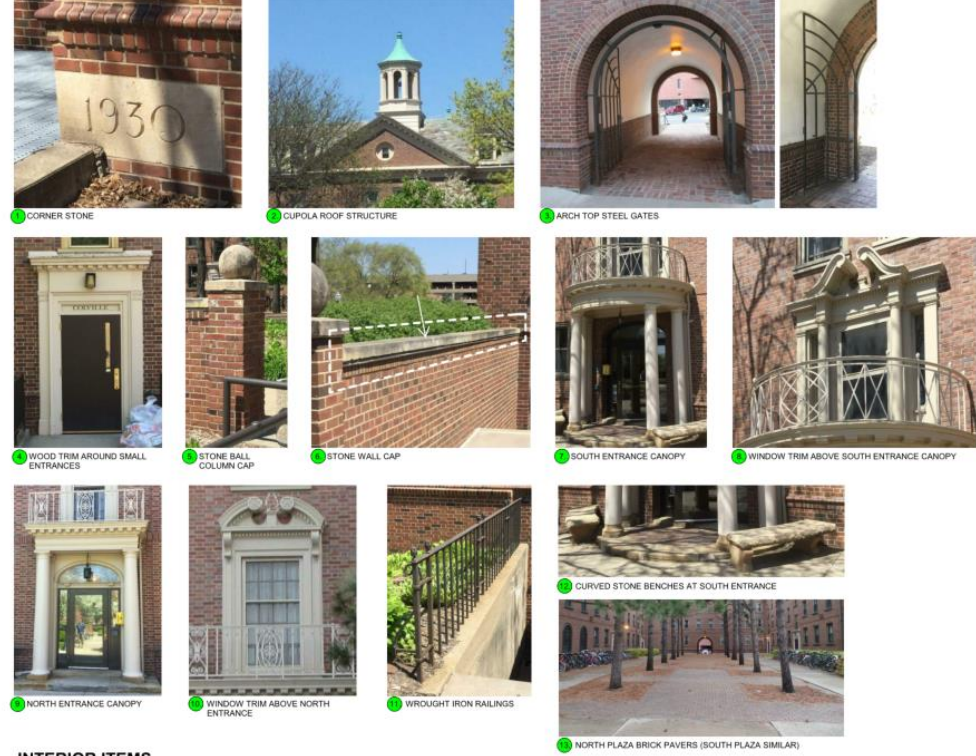 1930
1. CORNER STONE
2. CUPOLA ROOF STRUCTURE
3. ARCH TOP STEEL GATES
4. WOOD TRIM AROUND SMALL
ENTRANCES
5. STONE BALL
COLUMN CAP
6. STONE WALL CAP
7. SOUTH ENTRANCE CANOPY
8. WINDOW TRIM ABOVE SOUTH ENTRANCE CANOPY
9. NORTH ENTRANCE CANOPY
10. WINDOW TRIM ABOVE NORTH
ENTRANCE
11. WROUGHT IRON RAILINGS
12. CURVED STONE BENCHES AT SOUTH ENTRANCE
13. NORTH PLAZA BRICK PAVERS (SOUTH PLAZA SIMILAR)
INTERIOR ITEMS